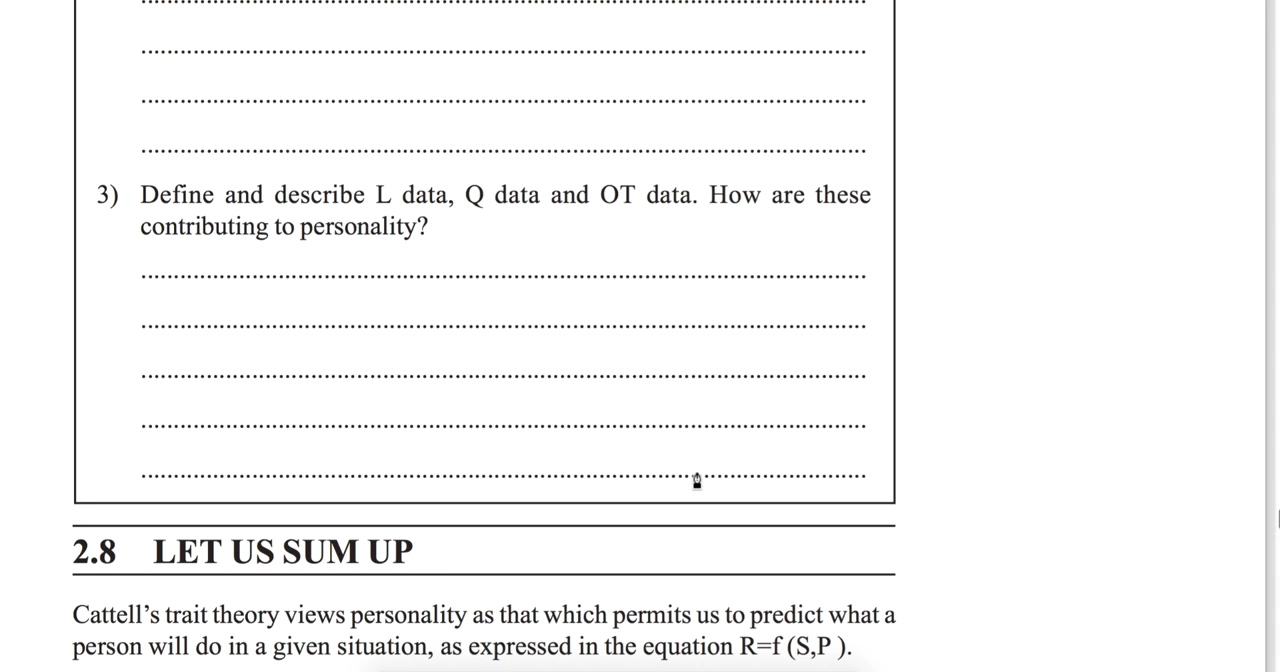 3) Define and describe L data, Q data and OT data. How are these
contributing to personality?
2.8 LET US SUM UP
Cattell’s trait theory views personality as that which permits us to predict what a
person will do in a given situation, as expressed in the equation R=f (S,P ).